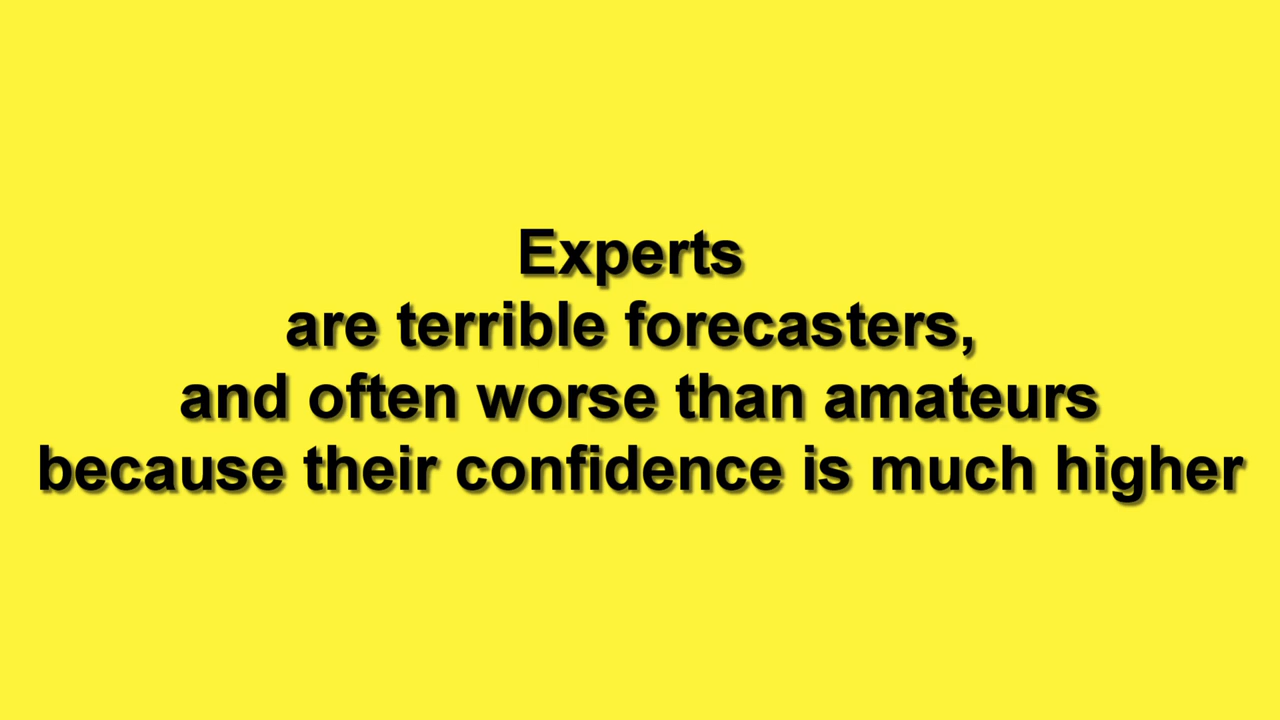 Experts
are terrible forecasters,
and often worse than amateurs
because their confidence is much higher